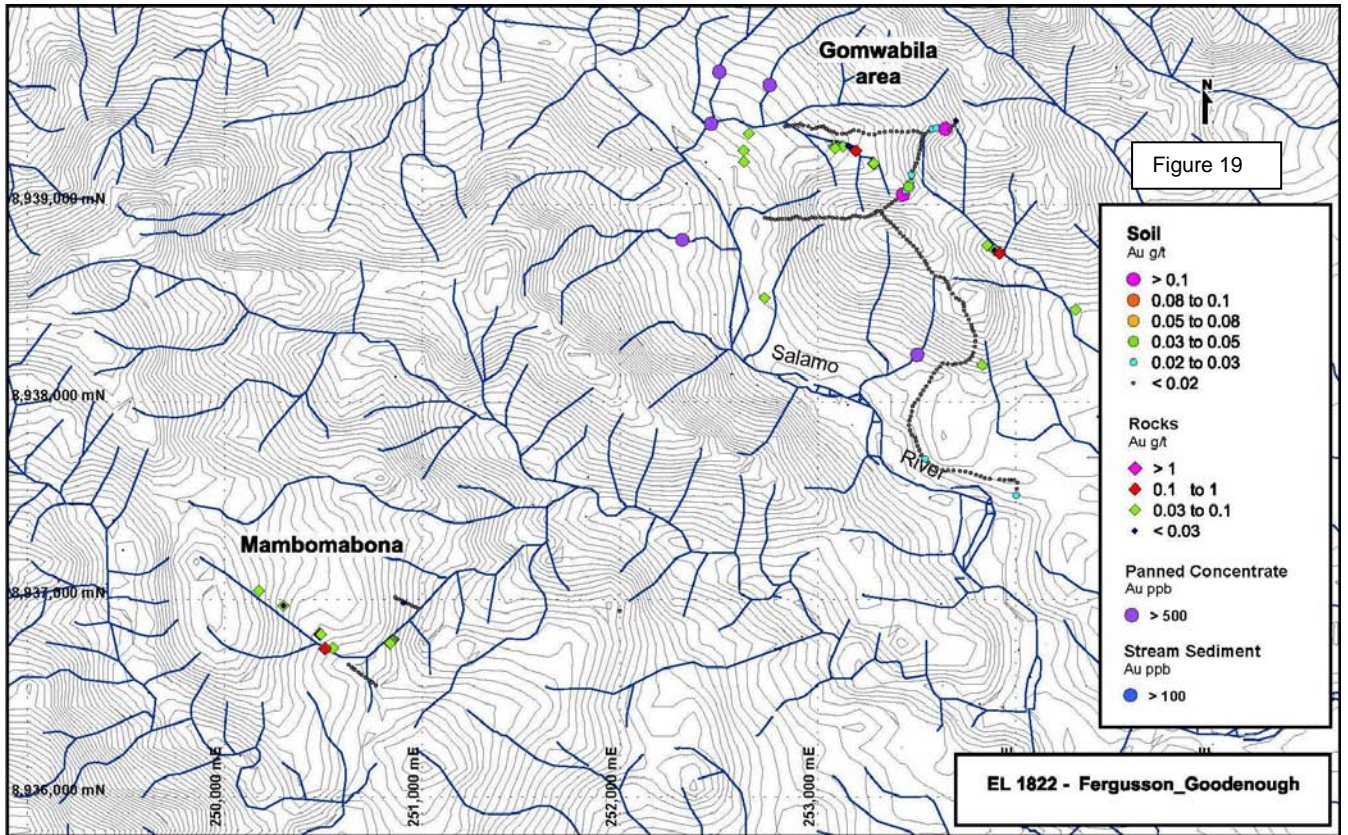 Gomwabila
area
N
Figure 19
8,939,000 mN
Soil
Au g/t
> 0.1
0.08 to 0.1
0.05 to 0.08
0.03 to 0.05
0.02 to 0.03
< 0.02
Salamo
8,938,000 mN
River
Rocks
Au g/t
> 1
0.1 to 1
0.03 to 0.1
< 0.03
Mambomabona
8,937,000 mN
Panned Concentrate
Au ppb
> 500
Stream Sediment
Au ppb
> 100
8,936,000 mN
250,000 mE
251,000 mE
252,000 mE
253,000 mE
EL 1822 - Fergusson_Goodenough